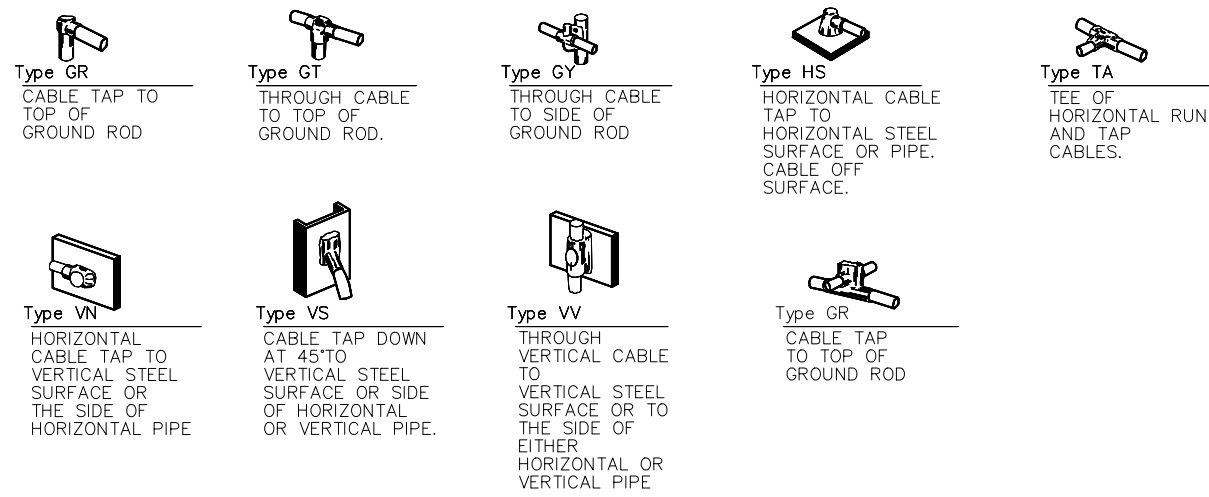 Type GR
CABLE TAP TO
TOP OF
GROUND ROD
Type GT
THROUGH CABLE
TO TOP OF
GROUND ROD.
Type GY
THROUGH CABLE
TO SIDE OF
GROUND ROD
Type HS
HORIZONTAL CABLE
TAP TO
HORIZONTAL STEEL
SURFACE OR PIPE.
CABLE OFF
SURFACE.
Type TA
TEE OF
HORIZONTAL RUN
AND TAP
CABLES.
Type VN
HORIZONTAL
CABLE TAP TO
VERTICAL STEEL
SURFACE OR
THE SIDE OF
HORIZONTAL PIPE
Type VS
CABLE TAP DOWN
AT 45°TO
VERTICAL STEEL
SURFACE OR SIDE
OF HORIZONTAL
OR VERTICAL PIPE.
Type VV
THROUGH
VERTICAL CABLE
TO
VERTICAL STEEL
SURFACE OR TO
THE SIDE OF
EITHER
HORIZONTAL OR
VERTICAL PIPE
Type GR
CABLE TAP
TO TOP OF
GROUND ROD